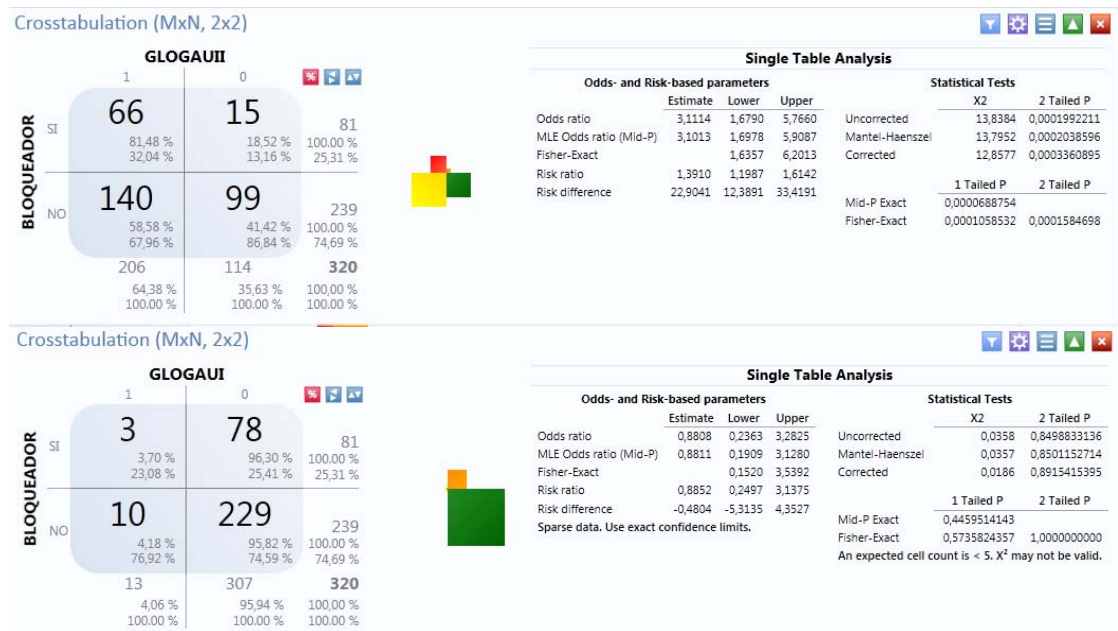 Crosstabulation (MxN, 2x2)
GLOGAUII
1 0
BLOQUEADOR
SI
66 15 81
81,48 % 18,52 % 100.00 %
32,04 % 13,16 % 25,31 %
NO
140 99 239
58,58 % 41,42 % 100.00 %
67,96 % 86,84 % 74,69 %
206 114 320
64,38 % 35,63 % 100,00 %
100.00 % 100.00 % 100.00 %
Single Table Analysis
Odds- and Risk-based parameters
Estimate Lower Upper
Odds ratio 3,1114 1,6790 5,7660
MLE Odds ratio (Mid-P) 3,1013 1,6978 5,9087
Fisher-Exact 1,6357 6,2013
Risk ratio 1,3910 1,1987 1,6142
Risk difference 22,9041 12,3891 33,4191
Statistical Tests
X2 2 Tailed P
Uncorrected 13,8384 0,0001992211
Mantel-Haenszel 13,7952 0,0002038596
Corrected 12,8577 0,0003360895
1 Tailed P 2 Tailed P
Mid-P Exact 0,0000688754
Fisher-Exact 0,0001058532 0,0001584698
Crosstabulation (MxN, 2x2)
GLOGAUI
1 0
BLOQUEADOR
SI
3 78 81
3,70 % 96,30 % 100.00 %
23,08 % 25,41 % 25,31 %
NO
10 229 239
4,18 % 95,82 % 100.00 %
76,92 % 74,59 % 74,69 %
13 307 320
4,06 % 95,94 % 100,00 %
100.00 % 100.00 % 100.00 %
Single Table Analysis
Odds- and Risk-based parameters
Estimate Lower Upper
Odds ratio 0,8808 0,2363 3,2825
MLE Odds ratio (Mid-P) 0,8811 0,1909 3,1280
Fisher-Exact 0,1520 3,5392
Risk ratio 0,8852 0,2497 3,1375
Risk difference -0,4804 -5,3135 4,3527
Sparse data. Use exact confidence limits.
Statistical Tests
X2 2 Tailed P
Uncorrected 0,0358 0,8498833136
Mantel-Haenszel 0,0357 0,8501152714
Corrected 0,0186 0,8915415395
1 Tailed P 2 Tailed P
Mid-P Exact 0,4459514143
Fisher-Exact 0,5735824357 1,0000000000
An expected cell count is < 5. X² may not be valid.